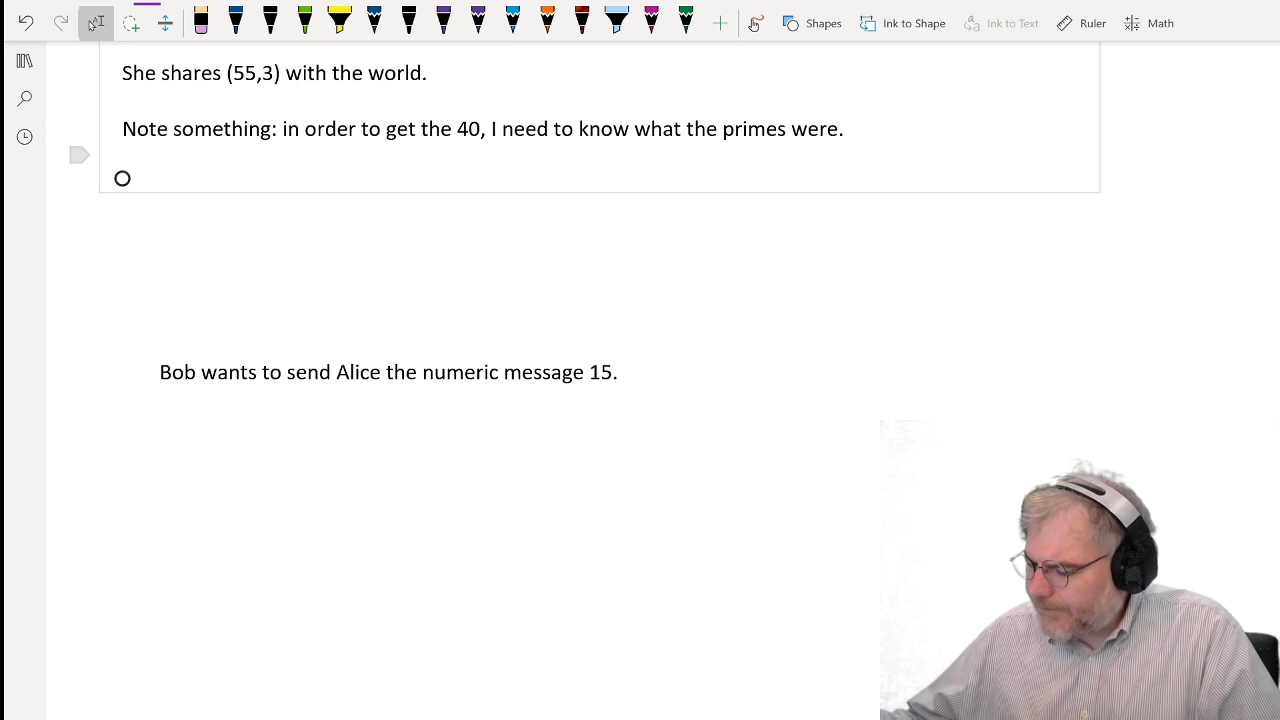 Shapes
Ink to Shape
Ink to Text
Ruler
Math
She shares (55,3) with the world.
Note something: in order to get the 40, I need to know what the primes were.
Bob wants to send Alice the numeric message 15.